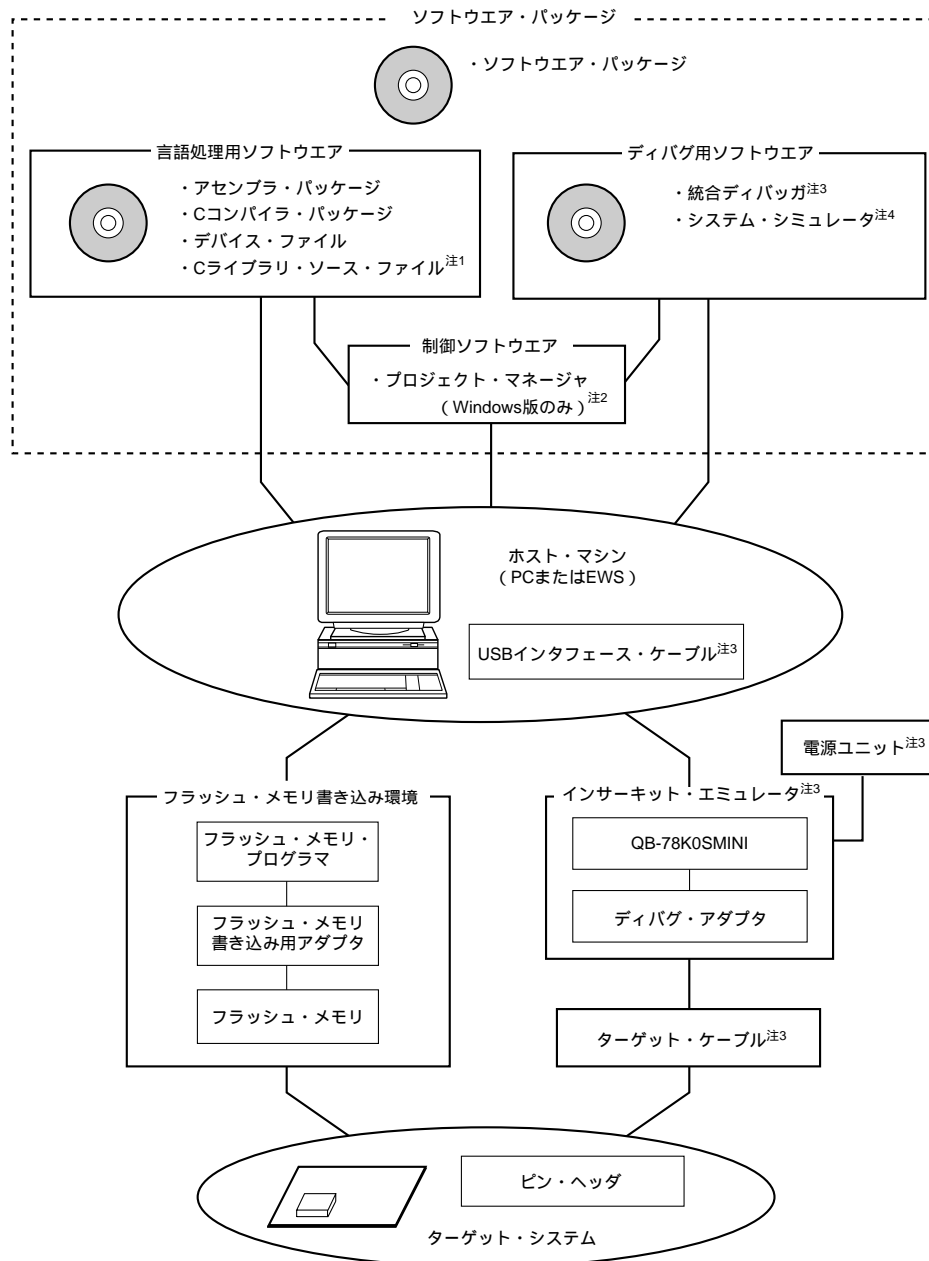 ソフトウエア・パッケージ
・ソフトウエア・パッケージ
言語処理用ソフトウエア
・アセンブラ・パッケージ
・Cコンパイラ・パッケージ
・デバイス・ファイル
・Cライブラリ・ソース・ファイル注1
ディバグ用ソフトウエア
・統合ディバッガ注3
・システム・シミュレータ注4
制御ソフトウエア
・プロジェクト・マネージャ
（Windows版のみ）注2
ホスト・マシン
（PCまたはEWS）
USBインタフェース・ケーブル注3
電源ユニット注3
フラッシュ・メモリ書き込み環境
フラッシュ・メモリ・
プログラマ
フラッシュ・メモリ
書き込み用アダプタ
フラッシュ・メモリ
インサーキット・エミュレータ注3
QB-78K0SMINI
ディバグ・アダプタ
ターゲット・ケーブル注3
ピン・ヘッダ
ターゲット・システム